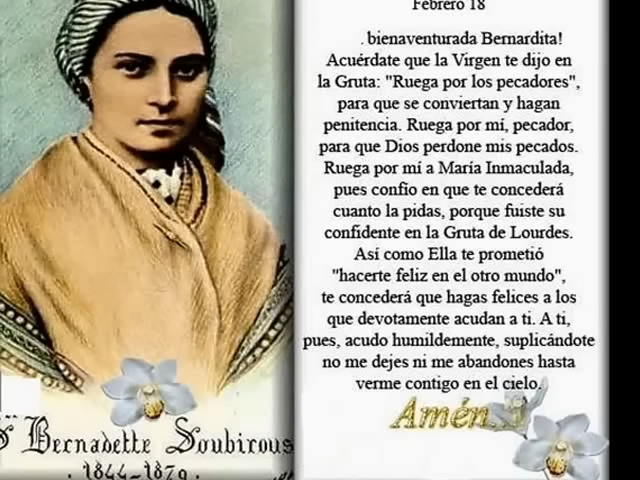 Febrero 18
. bienaventurada Bernardita!
Acuérdate que la Virgen te dijo en
la Gruta: "Ruega por los pecadores",
para que se conviertan y hagan
penitencia. Ruega por mí, pecador,
para que Dios perdone mis pecados.
Ruega por mí a María Inmaculada,
pues confío en que te concederá
cuanto la pidas, porque fuiste su
confidente en la Gruta de Lourdes.
Así como Ella te prometió
"hacerte feliz en el otro mundo",
te concederá que hagas felices a los
que devotamente acudan a ti. A ti,
pues, acudo humildemente, suplicándote
no me dejes ni me abandones hasta
verme contigo en el cielo.
Amén.
Bernadette Soubirous
. 1844-1879 .